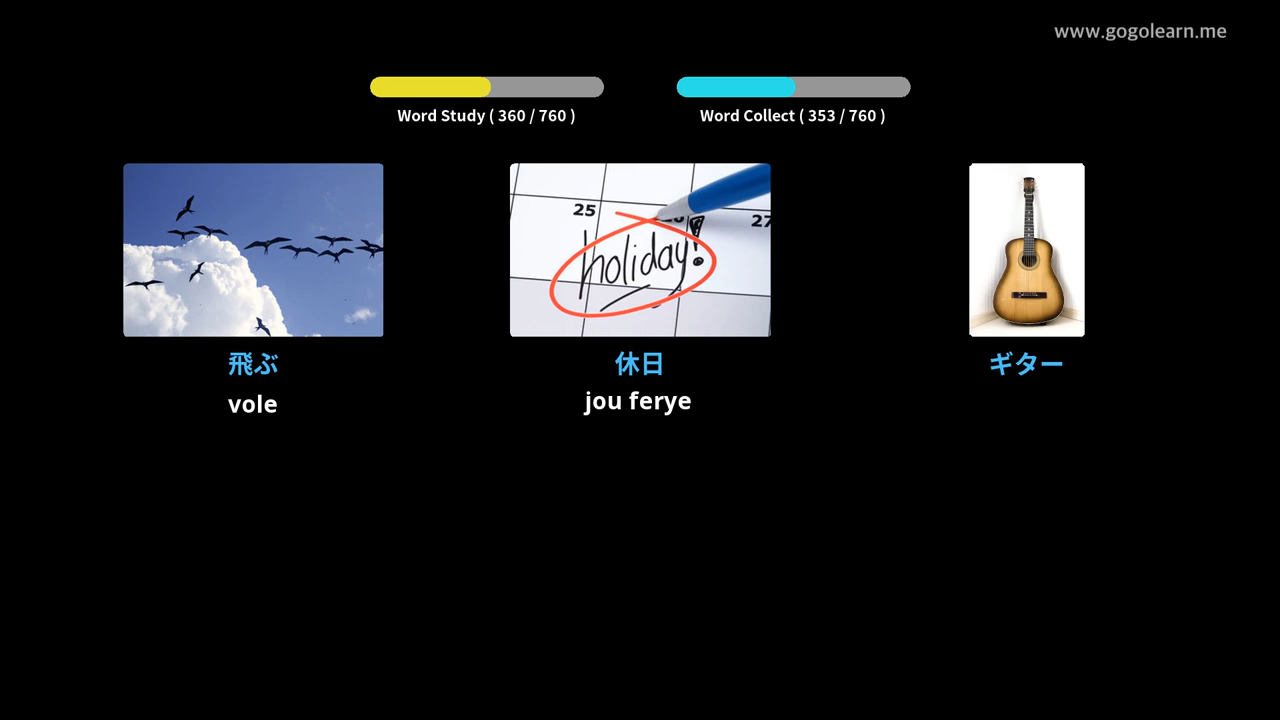 www.gogolearn.me
Word Study ( 360 / 760 )
Word Collect ( 353 / 760 )
25
27
holiday!
飛ぶ
休日
ギター
vole
jou ferye